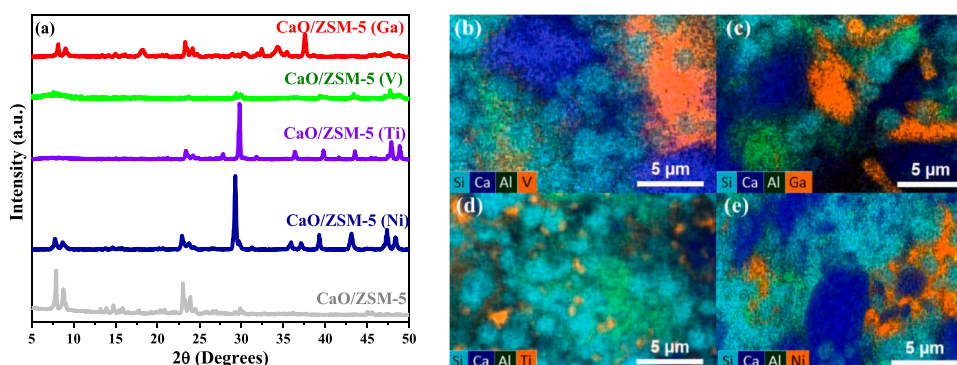 (a)
CaO/ZSM-5 (Ga)
CaO/ZSM-5 (V)
CaO/ZSM-5 (Ti)
CaO/ZSM-5 (Ni)
CaO/ZSM-5
Intensity (a.u.)
5 10 15 20 25 30 35 40 45 50
2θ (Degrees)
(b)
Si Ca Al V
5 µm
(c)
Si Ca Al Ga
5 µm
(d)
Si Ca Al Ti
5 µm
(e)
Si Ca Al Ni
5 µm